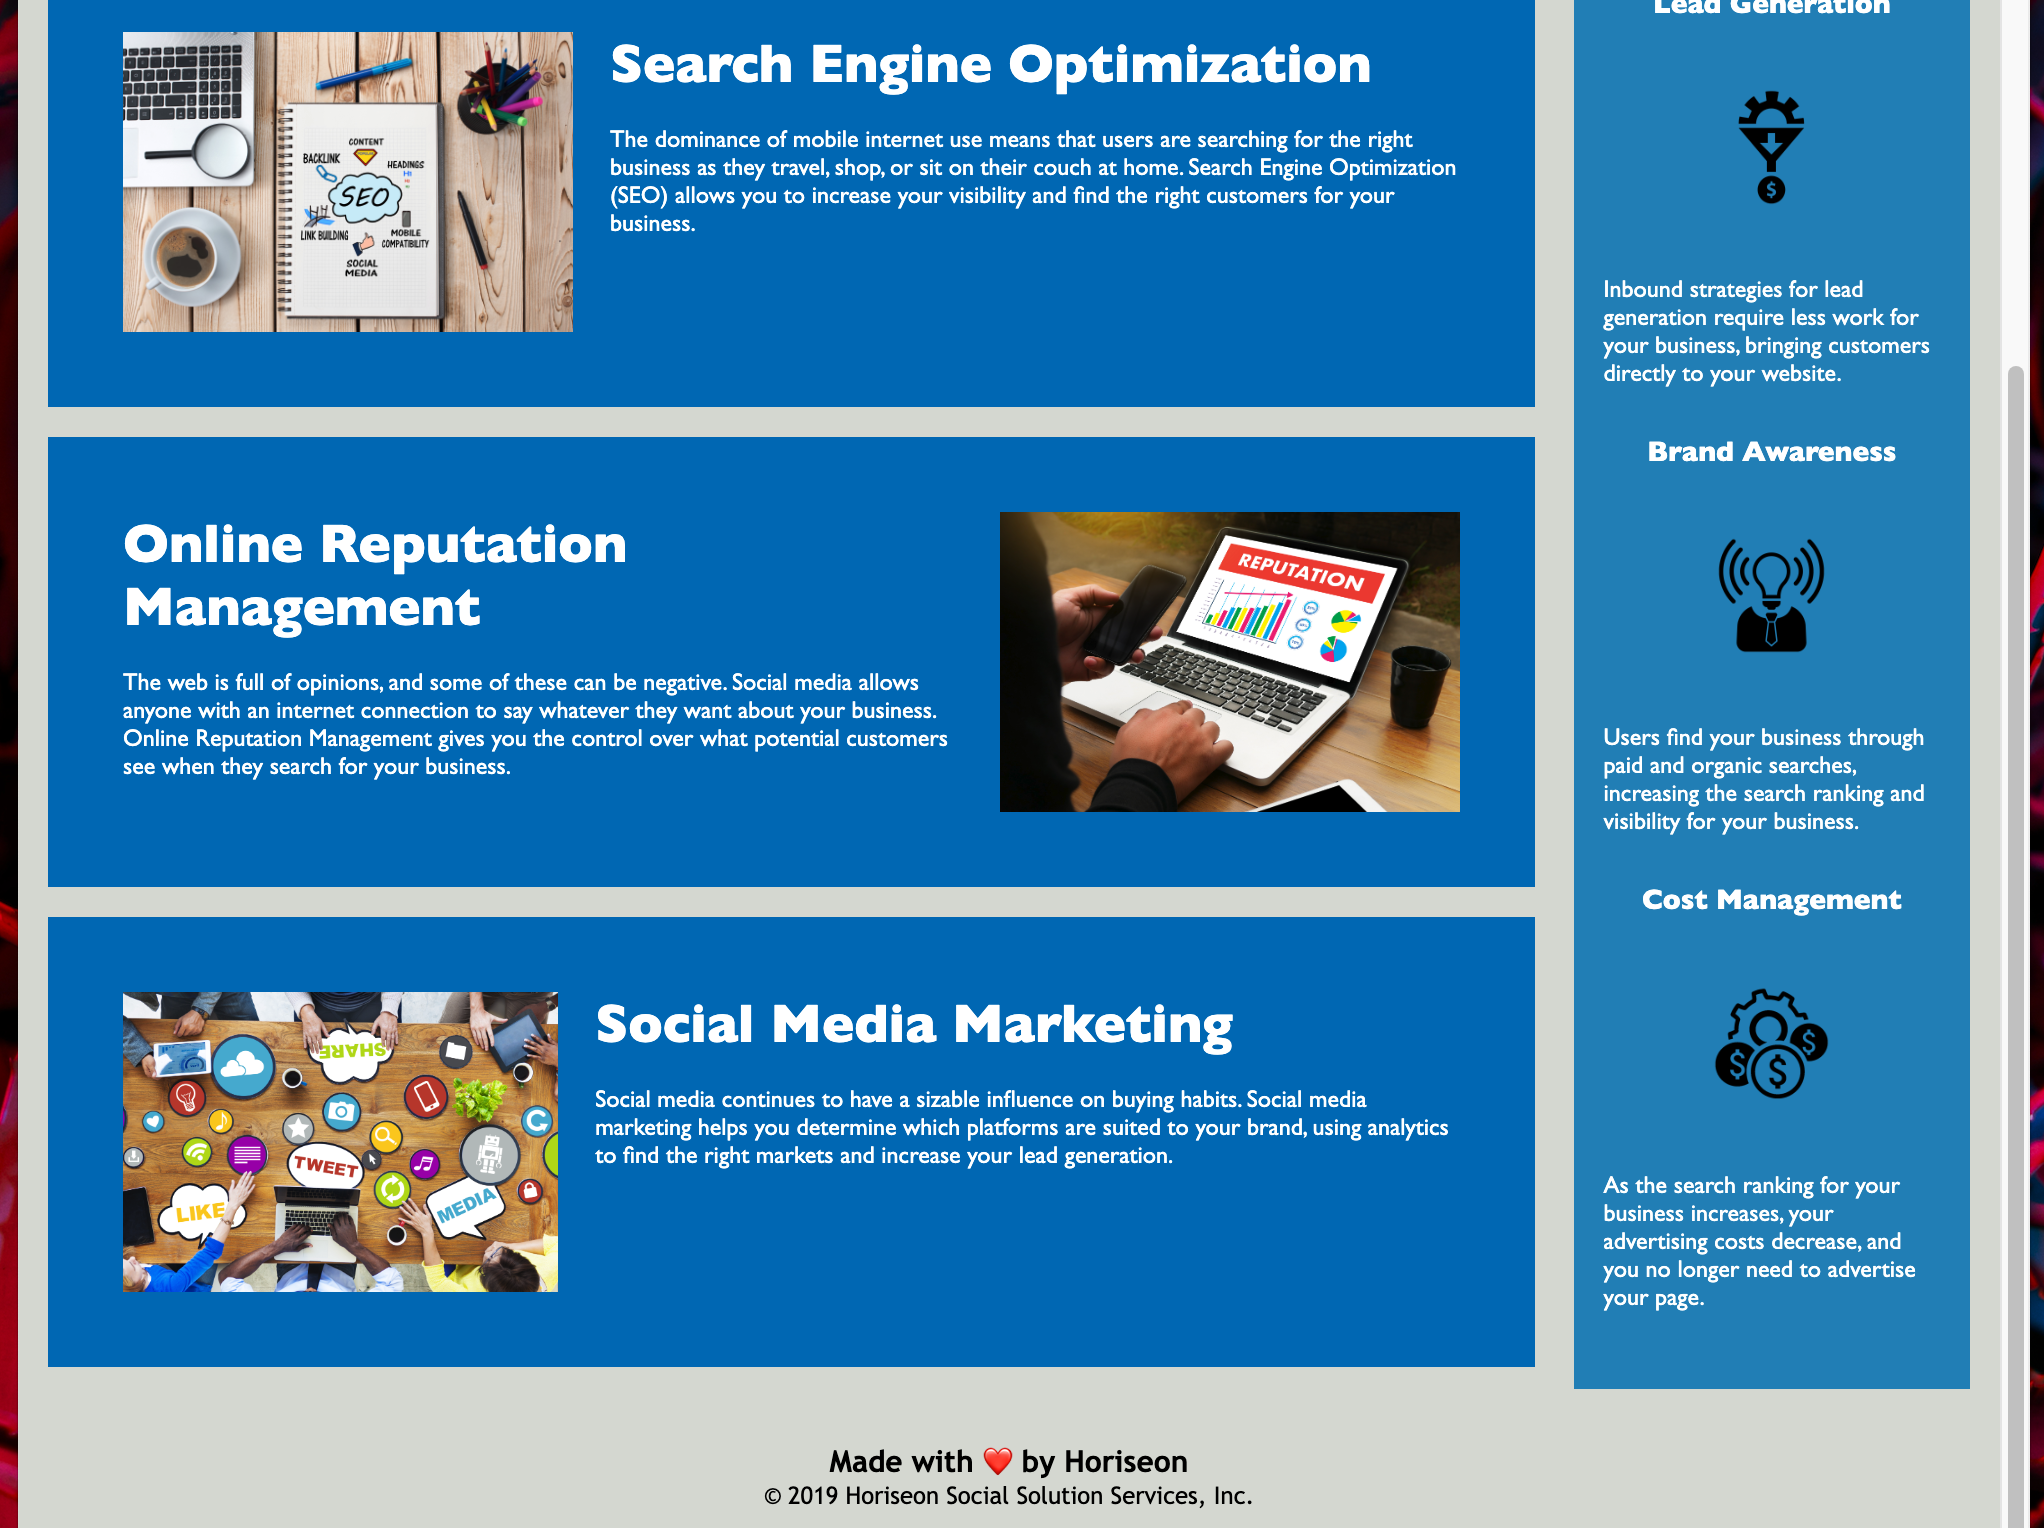 Search Engine Optimization
The dominance of mobile internet use means that users are searching for the right
business as they travel, shop, or sit on their couch at home. Search Engine Optimization
(SEO) allows you to increase your visibility and find the right customers for your
business.
CONTENT
BACKLINK
HEADINGS
H1
SEO
LINK BUILDING
MOBILE
COMPATIBILITY
SOCIAL
MEDIA
Online Reputation
Management
The web is full of opinions, and some of these can be negative. Social media allows
anyone with an internet connection to say whatever they want about your business.
Online Reputation Management gives you the control over what potential customers
see when they search for your business.
REPUTATION
Social Media Marketing
Social media continues to have a sizable influence on buying habits. Social media
marketing helps you determine which platforms are suited to your brand, using analytics
to find the right markets and increase your lead generation.
SHARE
TWEET
LIKE
MEDIA
Lead Generation
$
Inbound strategies for lead
generation require less work for
your business, bringing customers
directly to your website.
Brand Awareness
Users find your business through
paid and organic searches,
increasing the search ranking and
visibility for your business.
Cost Management
$ $ $
As the search ranking for your
business increases, your
advertising costs decrease, and
you no longer need to advertise
your page.
Made with ❤️ by Horiseon
© 2019 Horiseon Social Solution Services, Inc.